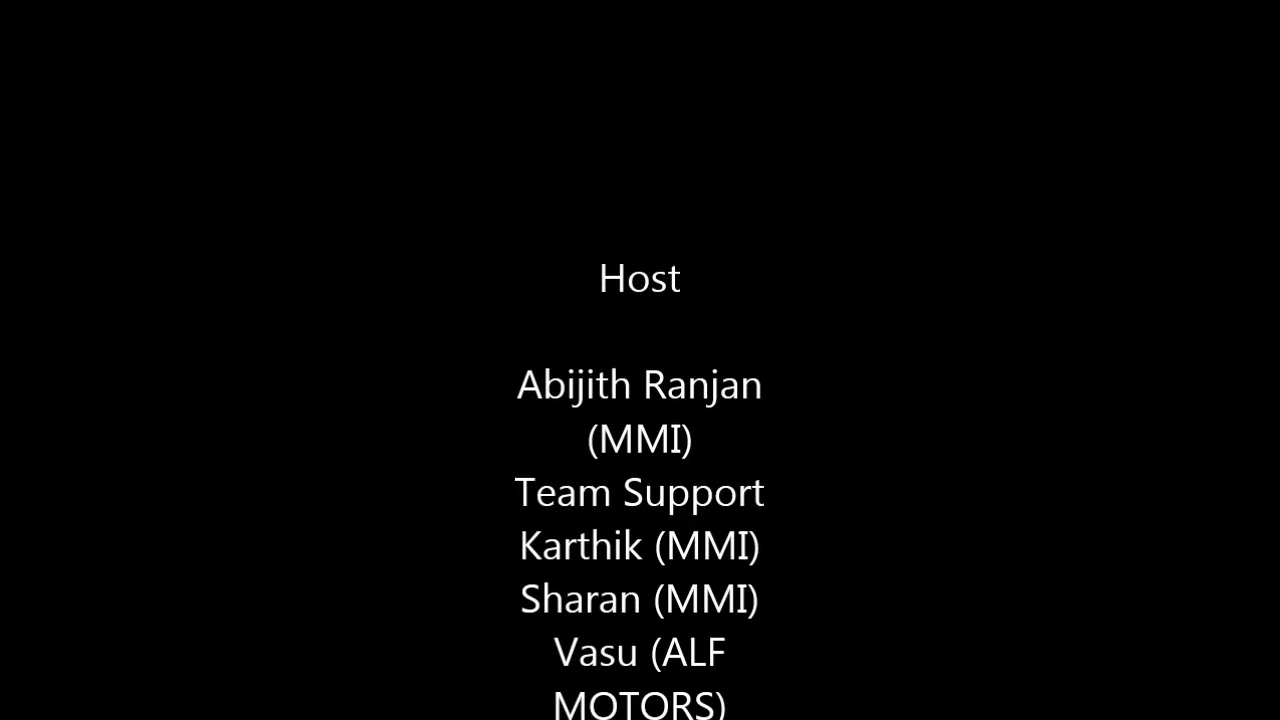 Host
Abijith Ranjan
(MMI)
Team Support
Karthik (MMI)
Sharan (MMI)
Vasu (ALF
MOTORS)